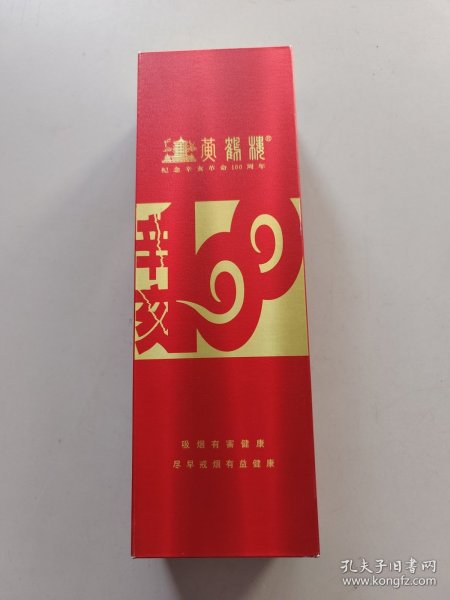 黄鹤楼®
纪念辛亥革命100周年
辛亥
100
吸烟有害健康
尽早戒烟有益健康
孔夫子旧书网
www.kongfz.com